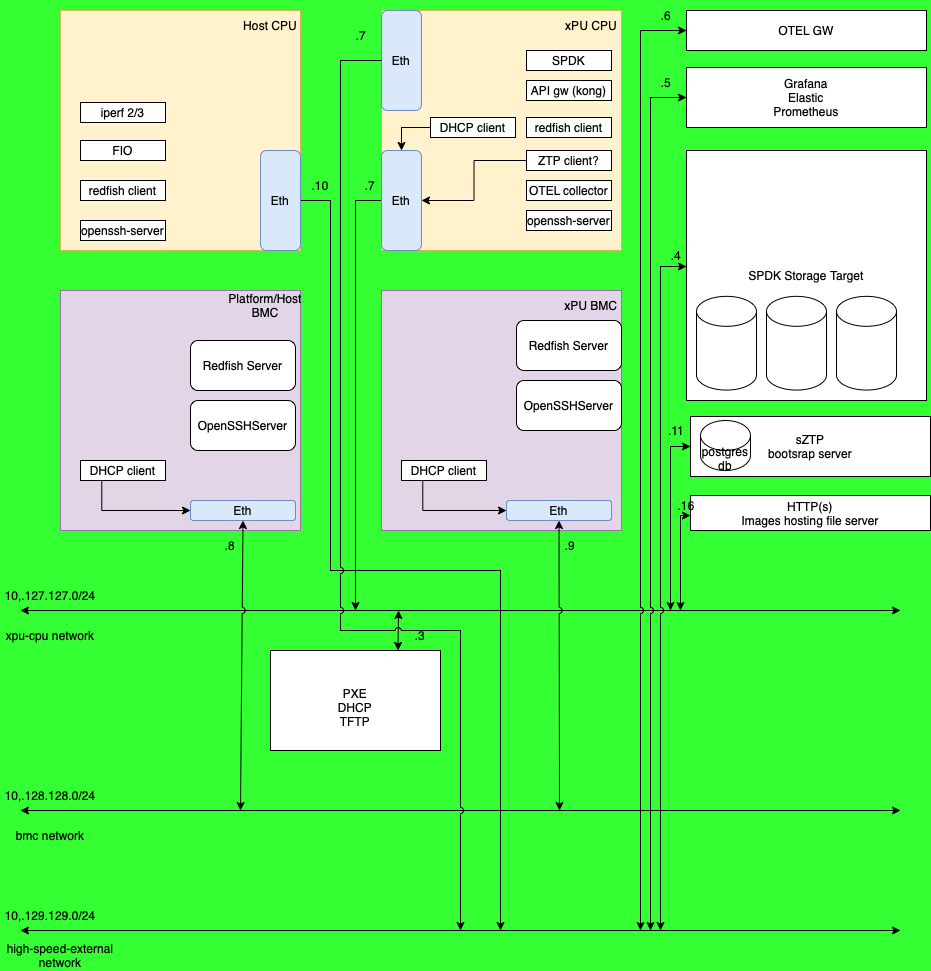 Host CPU
iperf 2/3
FIO
redfish client
openssh-server
Eth
.10
xPU CPU
.7
Eth
SPDK
API gw (kong)
DHCP client
redfish client
ZTP client?
.7
Eth
OTEL collector
openssh-server
.6
OTEL GW
.5
Grafana
Elastic
Prometheus
.4
SPDK Storage Target
Platform/Host
BMC
Redfish Server
OpenSSHServer
DHCP client
Eth
.8
xPU BMC
Redfish Server
OpenSSHServer
DHCP client
Eth
.9
.11
postgres
db
sZTP
bootsrap server
.16
HTTP(s)
Images hosting file server
10,.127.127.0/24
xpu-cpu network
.3
PXE
DHCP
TFTP
10,.128.128.0/24
bmc network
10,.129.129.0/24
high-speed-external
network